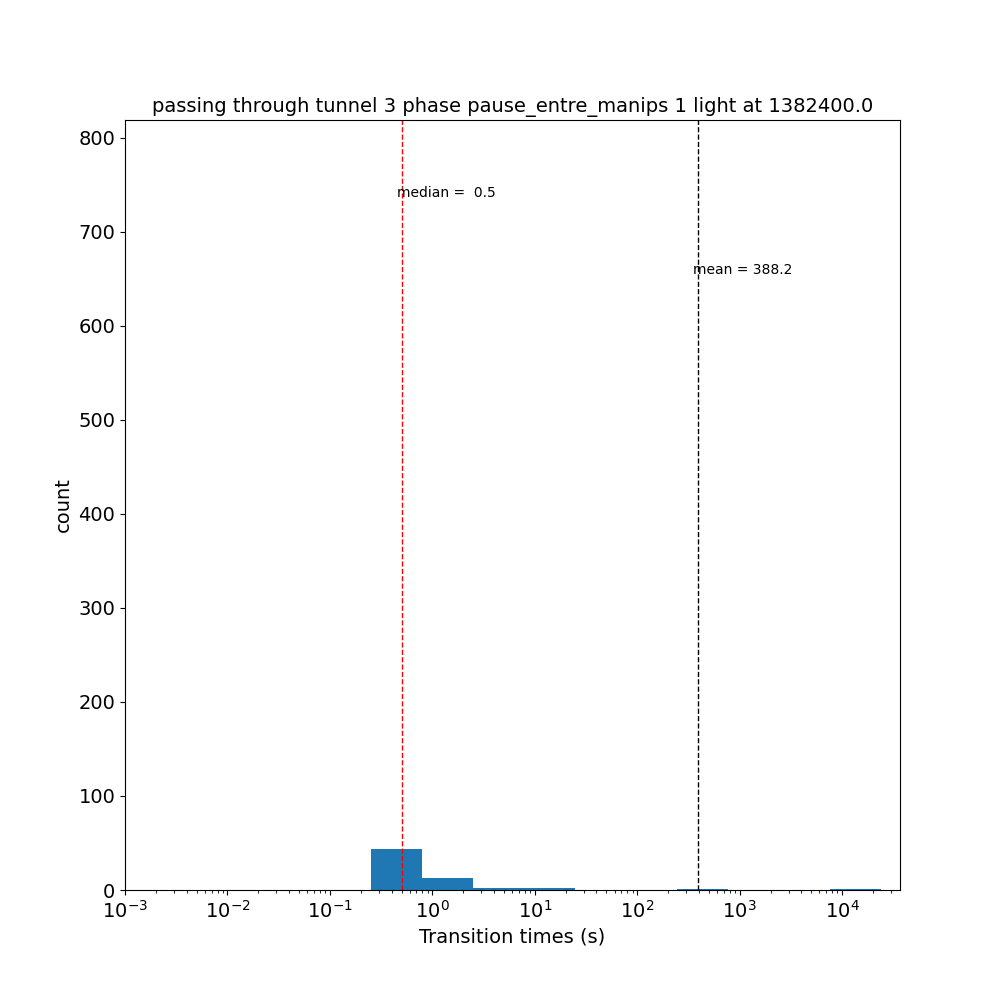 passing through tunnel 3 phase pause_entre_manips 1 light at 1382400.0
800
median =  0.5
700
mean = 388.2
600
500
count
400
300
200
100
0
10⁻³ 10⁻² 10⁻¹ 10⁰ 10¹ 10² 10³ 10⁴
Transition times (s)